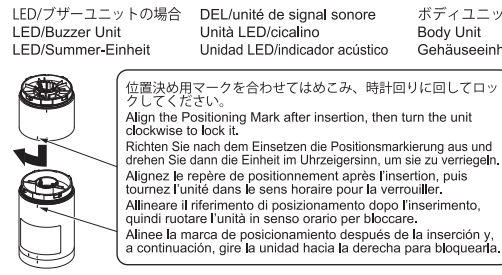 LED/ブザーユニットの場合
LED/Buzzer Unit
LED/Summer-Einheit
DEL/unité de signal sonore
Unità LED/cicalino
Unidad LED/indicador acústico
ボディユニッ
Body Unit
Gehäuseeinh
位置決め用マークを合わせてはめこみ、時計回りに回してロッ
クしてください。
Align the Positioning Mark after insertion, then turn the unit
clockwise to lock it.
Richten Sie nach dem Einsetzen die Positionsmarkierung aus und
drehen Sie dann die Einheit im Uhrzeigersinn, um sie zu verriegeln.
Alignez le repère de positionnement après l'insertion, puis
tournez l'unité dans le sens horaire pour la verrouiller.
Allineare il riferimento di posizionamento dopo l'inserimento,
quindi ruotare l'unità in senso orario per bloccare.
Alinee la marca de posicionamiento después de la inserción y,
a continuación, gire la unidad hacia la derecha para bloquearla.